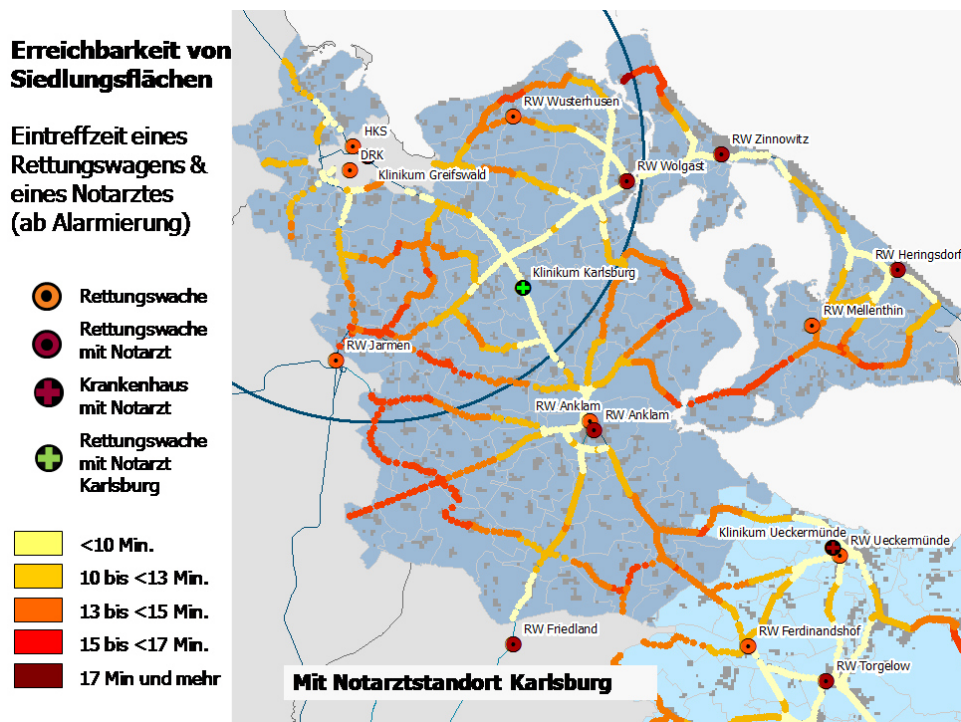 Erreichbarkeit von
Siedlungsflächen
Eintreffzeit eines
Rettungswagens &
eines Notarztes
(ab Alarmierung)
Rettungswache
Rettungswache
mit Notarzt
Krankenhaus
mit Notarzt
Rettungswache
mit Notarzt
Karlsburg
<10 Min.
10 bis <13 Min.
13 bis <15 Min.
15 bis <17 Min.
17 Min und mehr
RW Wusterhusen
HKS
DRK
Klinikum Greifswald
RW Zinnowitz
RW Wolgast
RW Heringsdorf
Klinikum Karlsburg
RW Mellenthin
RW Jarmen
RW Anklam
RW Anklam
Klinikum Ueckermünde
RW Ueckermünde
RW Friedland
RW Ferdinandshof
RW Torgelow
Mit Notarztstandort Karlsburg